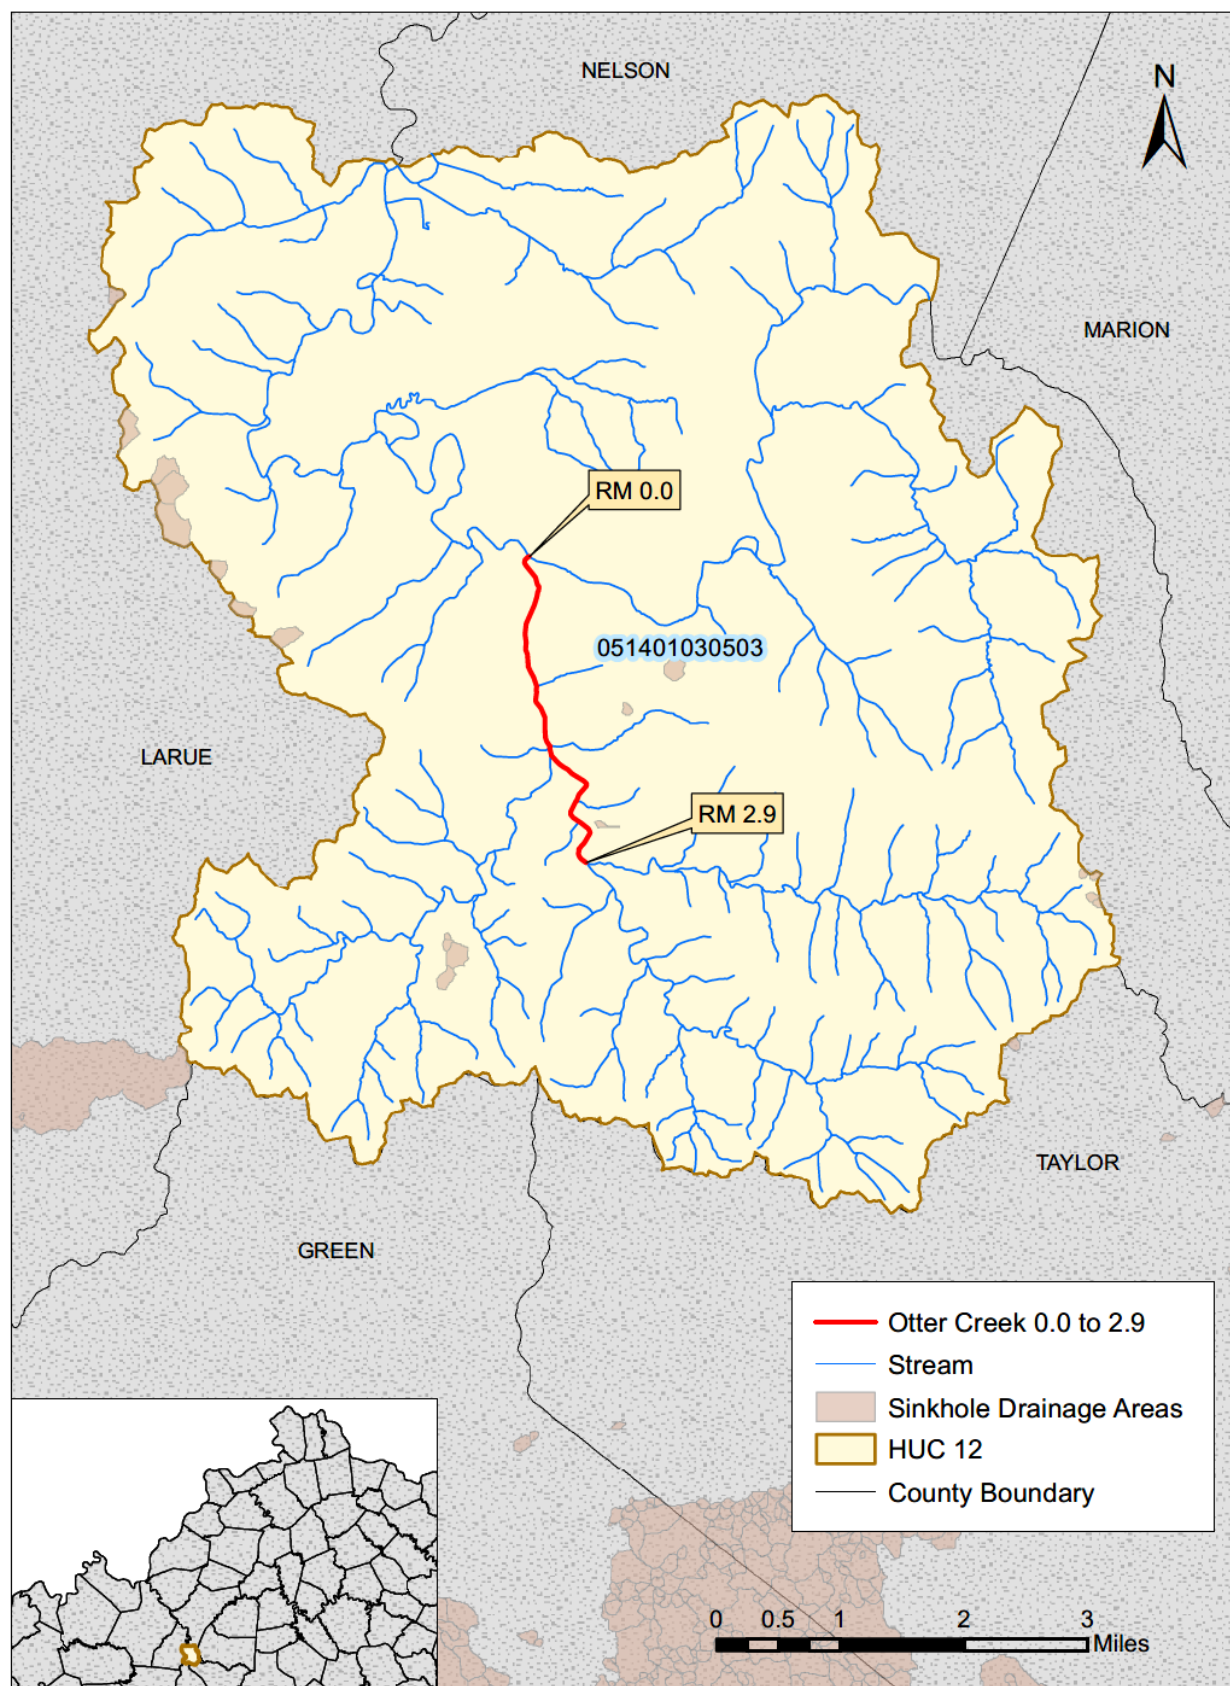 NELSON
N
MARION
RM 0.0
051401030503
LARUE
RM 2.9
TAYLOR
GREEN
Otter Creek 0.0 to 2.9
Stream
Sinkhole Drainage Areas
HUC 12
County Boundary
0 0.5 1 2 3
Miles